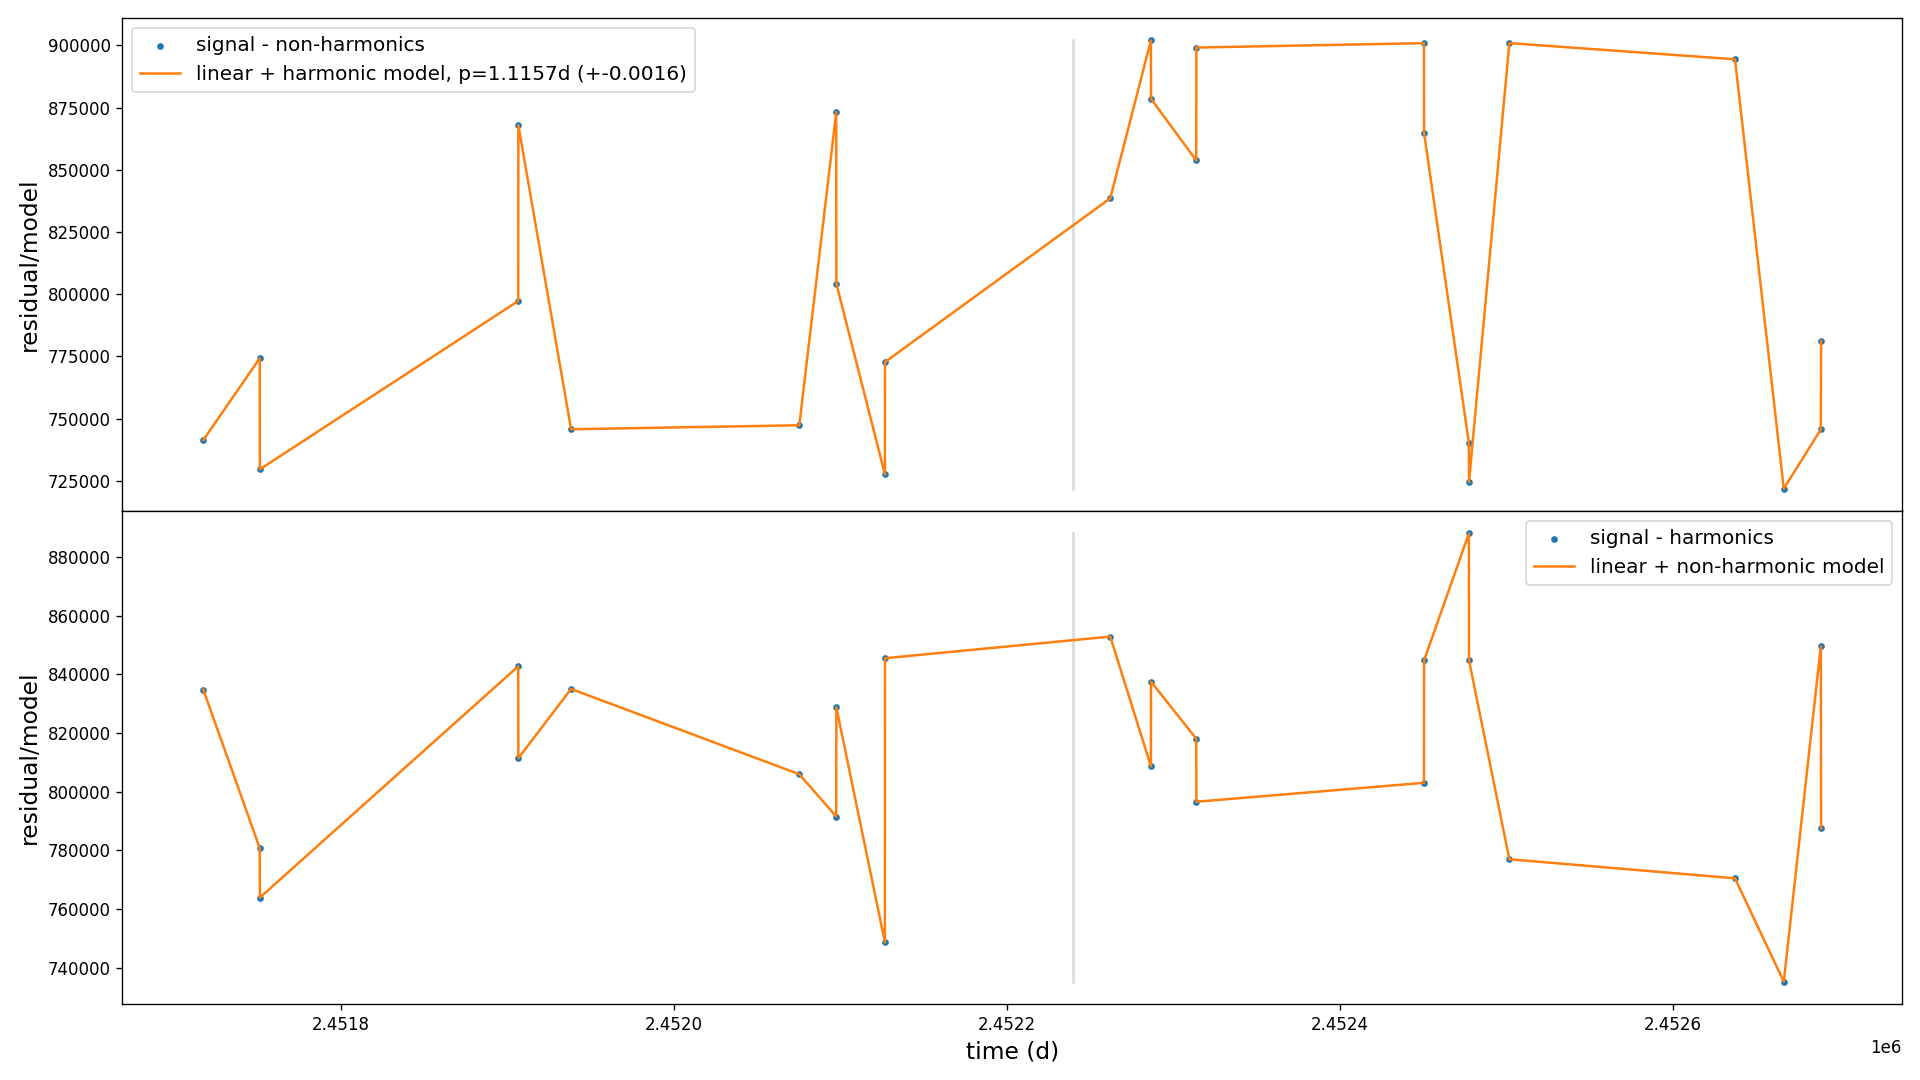 900000
875000
850000
825000
800000
775000
750000
725000
residual/model
signal - non-harmonics
linear + harmonic model, p=1.1157d (+-0.0016)
880000
860000
840000
820000
800000
780000
760000
740000
residual/model
signal - harmonics
linear + non-harmonic model
2.4518
2.4520
2.4522
2.4524
2.4526
1e6
time (d)